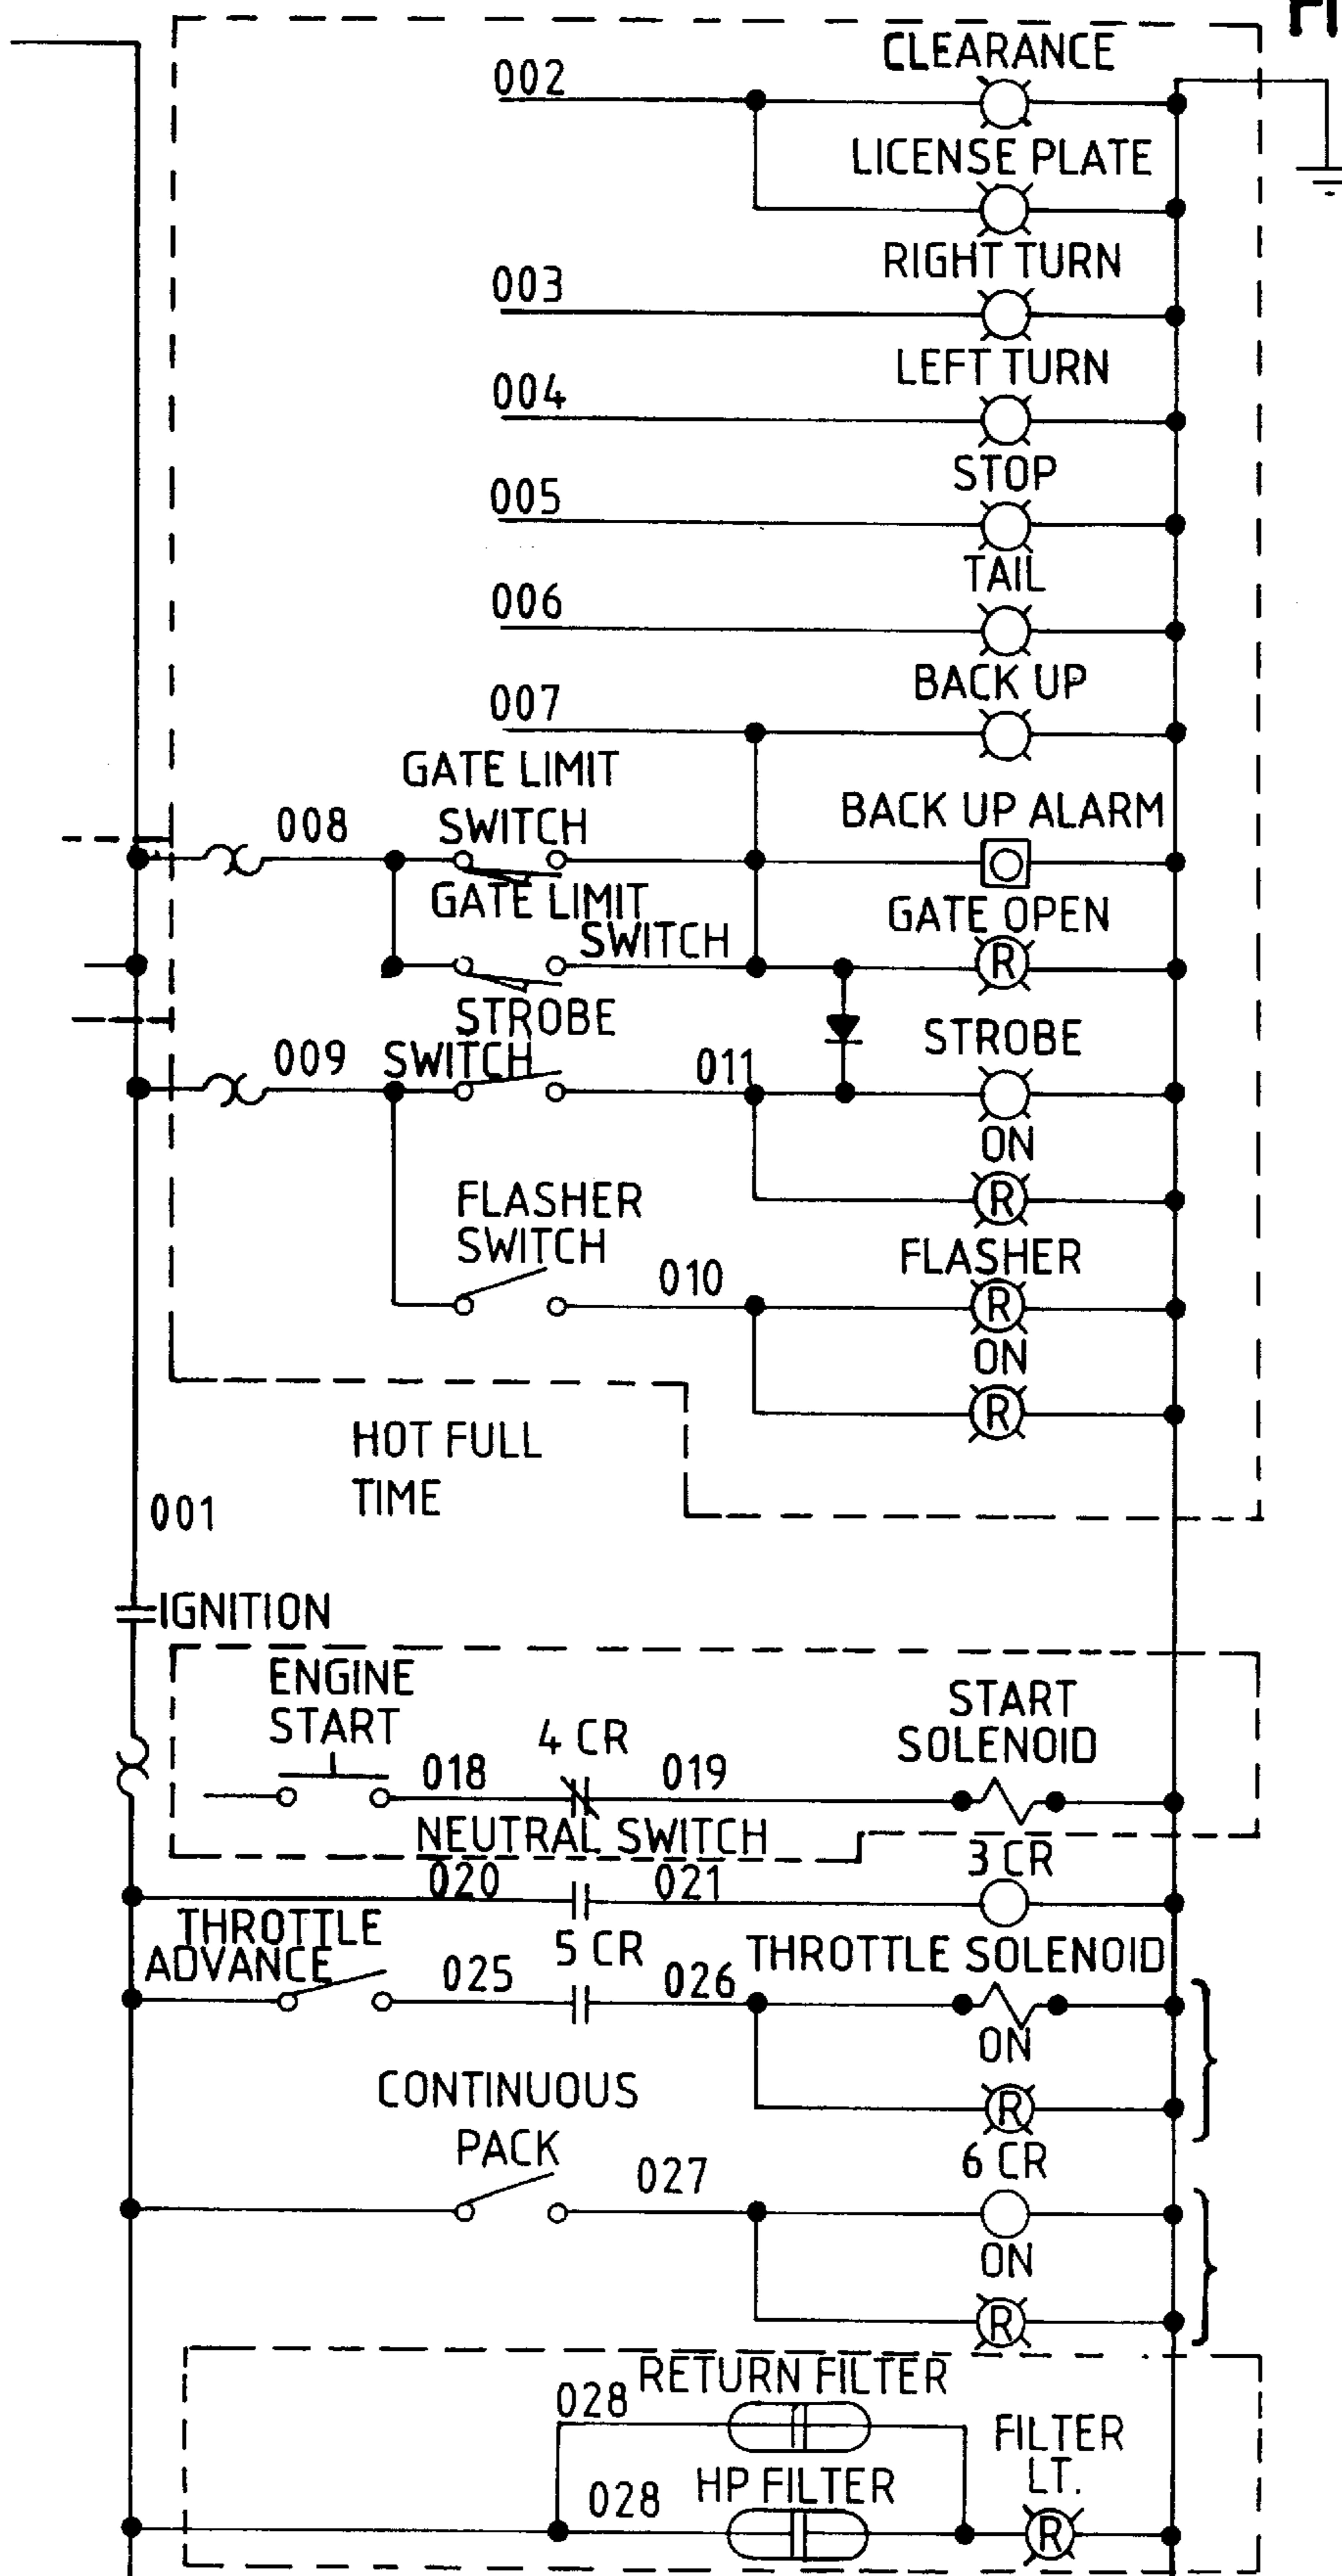 CLEARANCE
002
LICENSE PLATE
RIGHT TURN
003
LEFT TURN
004
STOP
005
TAIL
006
BACK UP
007
GATE LIMIT
SWITCH
BACK UP ALARM
008
GATE LIMIT
SWITCH
GATE OPEN
R
STROBE
SWITCH
STROBE
009
011
ON
R
FLASHER
SWITCH
FLASHER
010
R
ON
R
HOT FULL
TIME
001
IGNITION
ENGINE
START
START
SOLENOID
4 CR
018
019
NEUTRAL SWITCH
3 CR
020
021
THROTTLE
ADVANCE
5 CR
THROTTLE SOLENOID
025
026
ON
R
CONTINUOUS
PACK
6 CR
027
ON
R
RETURN FILTER
028
FILTER
LT.
HP FILTER
028
R